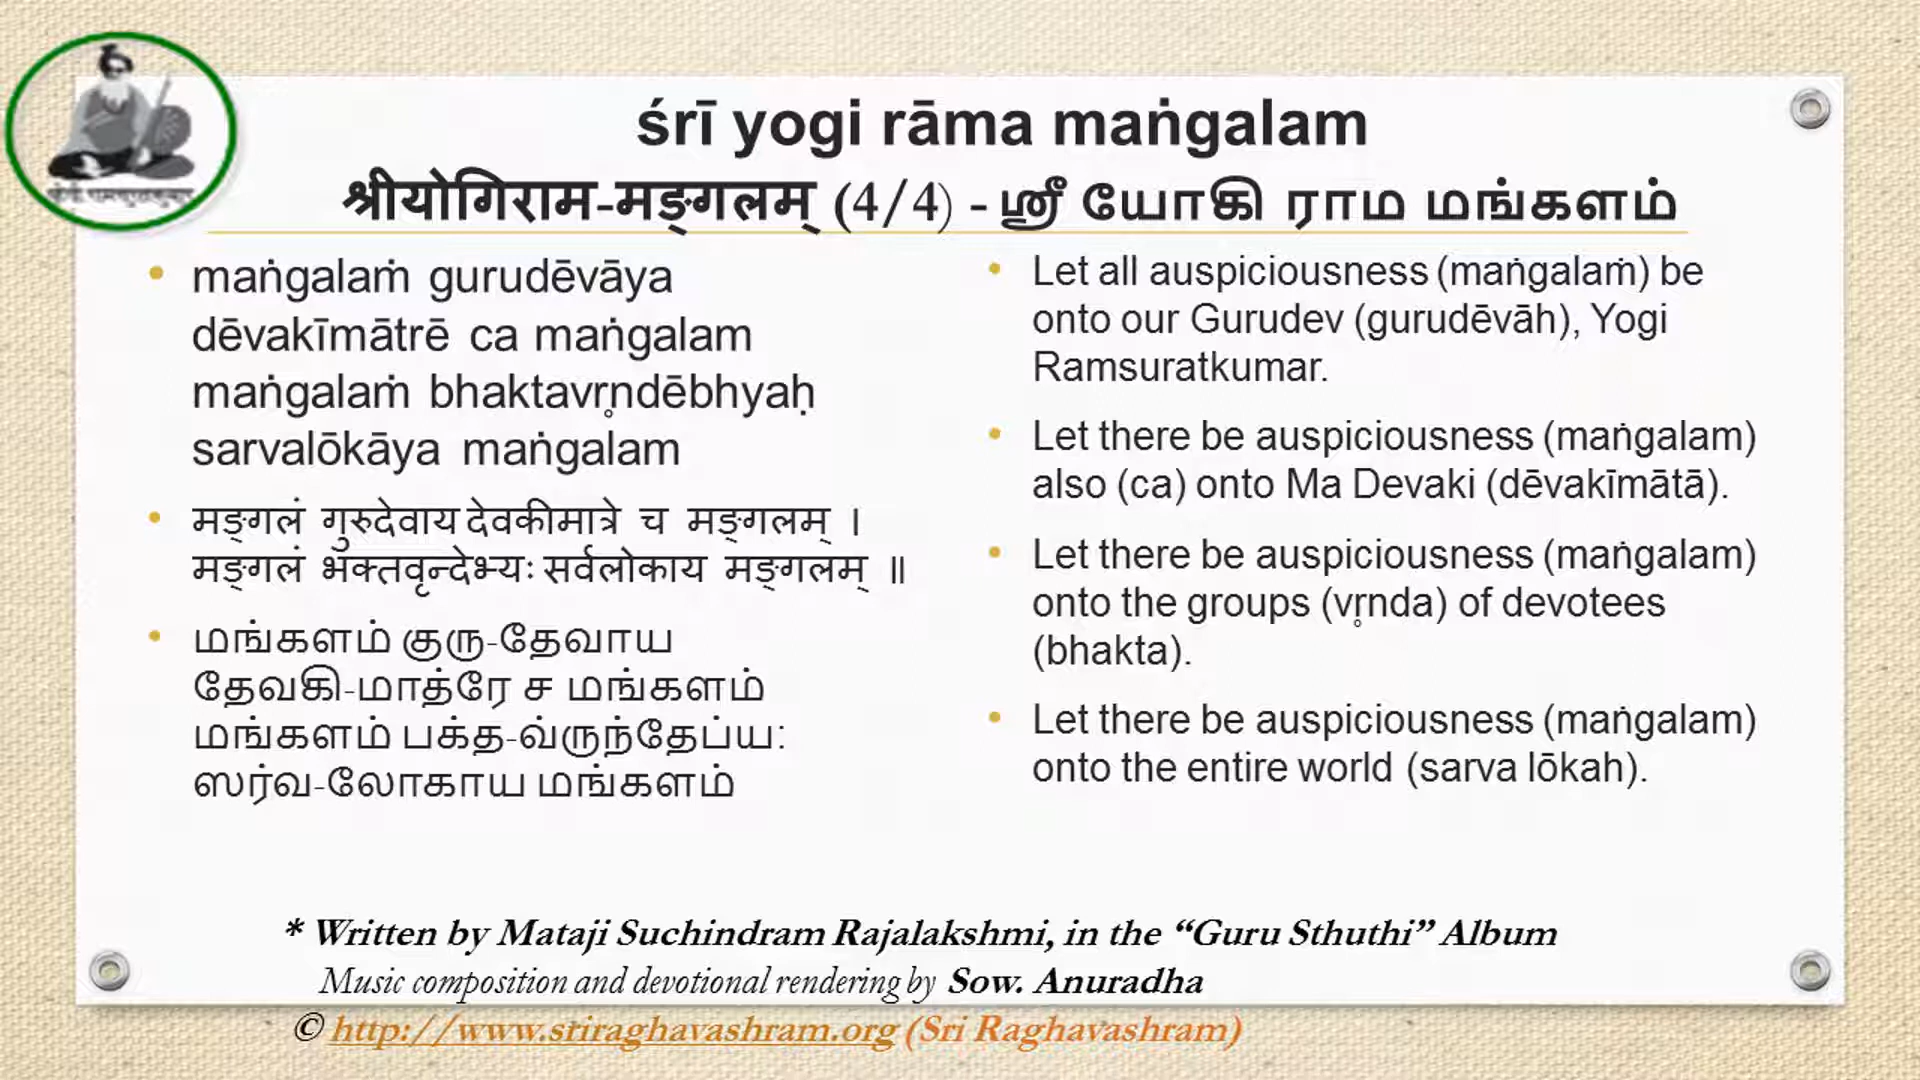 śrī yogi rāma maṅgalam
श्रीयोगिराम-मङ्गलम् (4/4) - ஸ்ரீ யோகி ராம மங்களம்
• maṅgalaṁ gurudēvāya
dēvakīmātrē ca maṅgalam
maṅgalaṁ bhaktavr̥ndēbhyaḥ
sarvalōkāya maṅgalam
• मङ्गलं गुरुदेवाय देवकीमात्रे च मङ्गलम् ।
मङ्गलं भक्तवृन्देभ्यः सर्वलोकाय मङ्गलम् ॥
• மங்களம் குரு-தேவாய
தேவகி-மாத்ரே ச மங்களம்
மங்களம் பக்த-வ்ருந்தேப்ய:
ஸர்வ-லோகாய மங்களம்
• Let all auspiciousness (maṅgalaṁ) be
onto our Gurudev (gurudēvāh), Yogi
Ramsuratkumar.
• Let there be auspiciousness (maṅgalam)
also (ca) onto Ma Devaki (dēvakīmātā).
• Let there be auspiciousness (maṅgalam)
onto the groups (vr̥nda) of devotees
(bhakta).
• Let there be auspiciousness (maṅgalam)
onto the entire world (sarva lōkah).
* Written by Mataji Suchindram Rajalakshmi, in the “Guru Sthuthi” Album
Music composition and devotional rendering by Sow. Anuradha
© http://www.sriraghavashram.org (Sri Raghavashram)